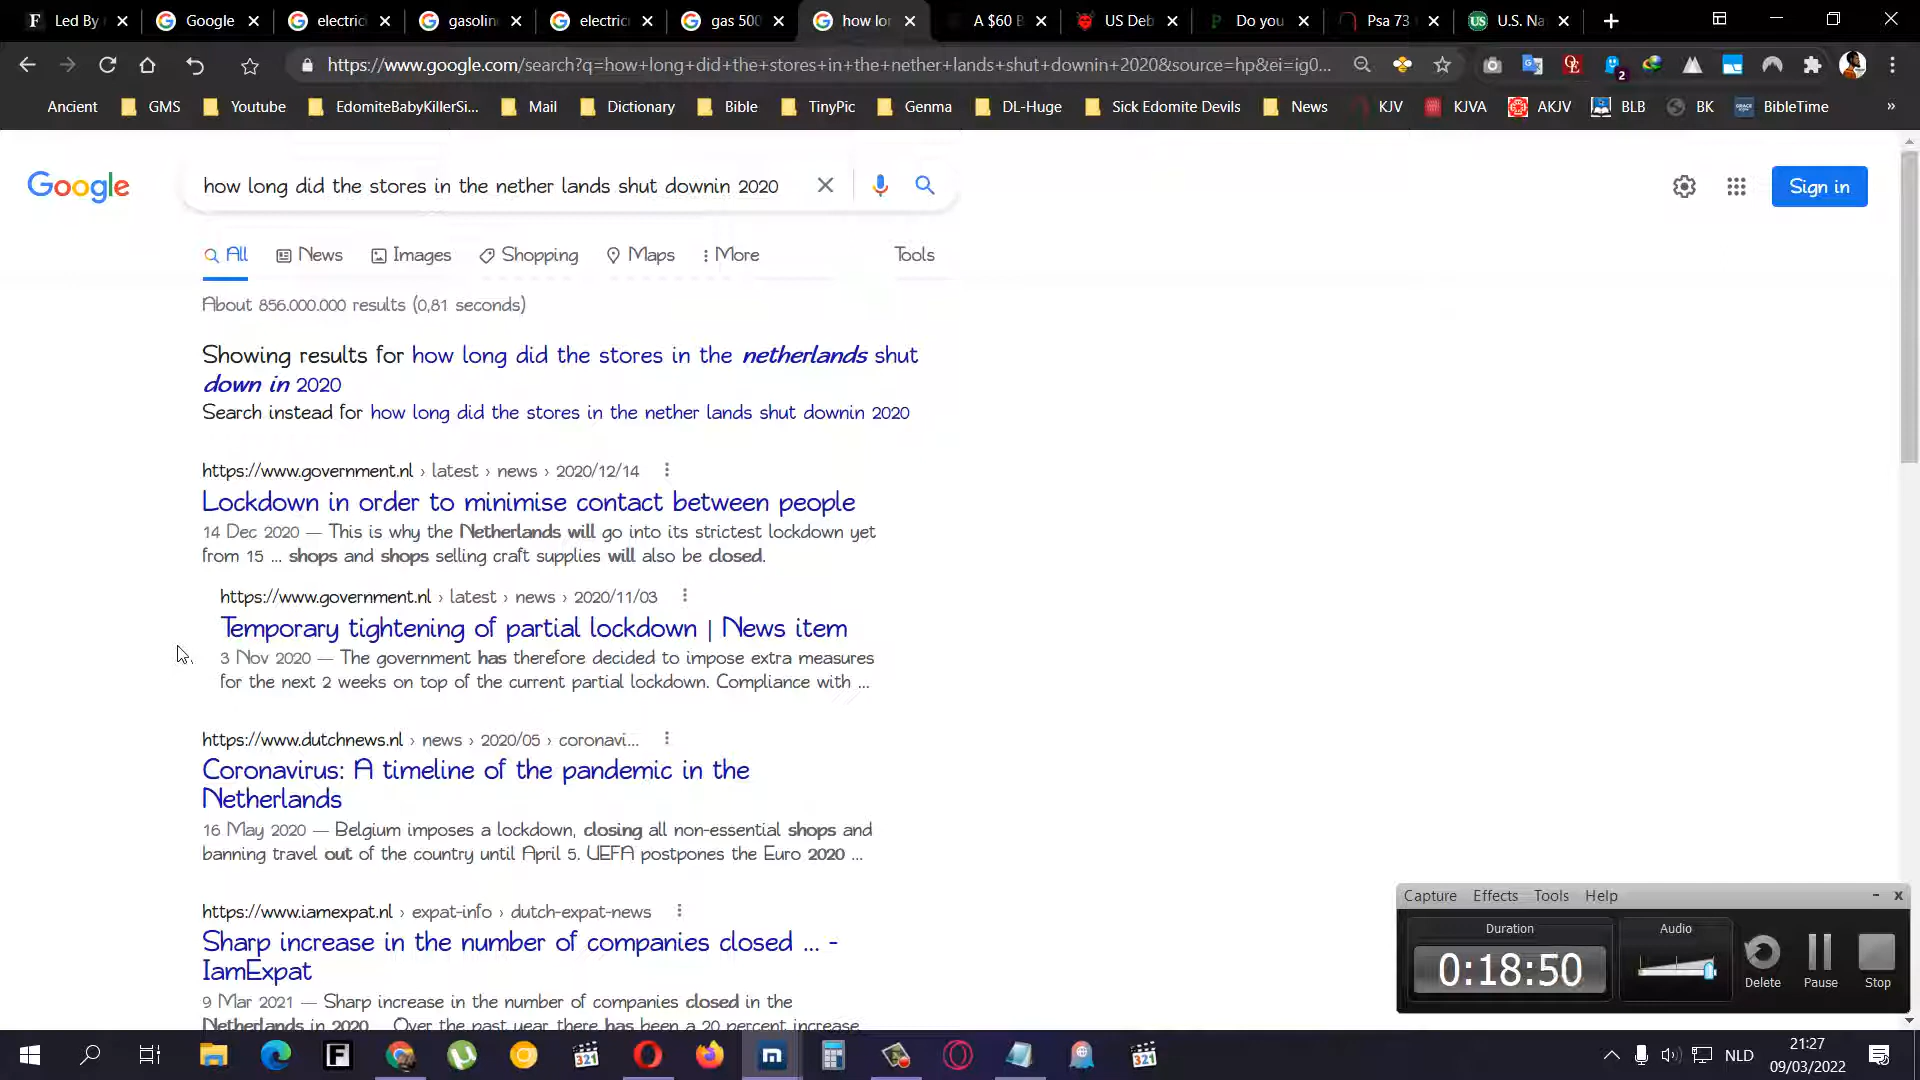 Led By
Google
electric
gasolin
electric
gas 500
how lo
A $60 B
US Deb
Do you
Psa 73
U.S. Na
https://www.google.com/search?q=how+long+did+the+stores+in+the+nether+lands+shut+downin+2020&source=hp&ei=ig0...
2
Ancient
GMS
Youtube
EdomiteBabyKillerSi...
Mail
Dictionary
Bible
TinyPic
Genma
DL-Huge
Sick Edomite Devils
News
KJV
KJVA
AKJV
BLB
BK
BibleTime
»
Google
how long did the stores in the nether lands shut downin 2020
Sign in
All
News
Images
Shopping
Maps
More
Tools
About 856.000.000 results (0,81 seconds)
Showing results for how long did the stores in the netherlands shut
down in 2020
Search instead for how long did the stores in the nether lands shut downin 2020
https://www.government.nl › latest › news › 2020/12/14
Lockdown in order to minimise contact between people
14 Dec 2020 — This is why the Netherlands will go into its strictest lockdown yet
from 15 ... shops and shops selling craft supplies will also be closed.
https://www.government.nl › latest › news › 2020/11/03
Temporary tightening of partial lockdown | News item
3 Nov 2020 — The government has therefore decided to impose extra measures
for the next 2 weeks on top of the current partial lockdown. Compliance with ...
https://www.dutchnews.nl › news › 2020/05 › coronavi...
Coronavirus: A timeline of the pandemic in the
Netherlands
16 May 2020 — Belgium imposes a lockdown, closing all non-essential shops and
banning travel out of the country until April 5. UEFA postpones the Euro 2020 ...
https://www.iamexpat.nl › expat-info › dutch-expat-news
Sharp increase in the number of companies closed ... -
IamExpat
9 Mar 2021 — Sharp increase in the number of companies closed in the
Netherlands in 2020 Over the past year there has been a 20 percent increase
Capture Effects Tools Help
Duration
0:18:50
Audio
Delete
Pause
Stop
NLD
21:27
09/03/2022